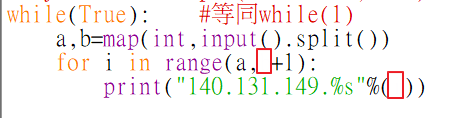 while(True):    #等同while(1)
    a,b=map(int,input().split())
    for i in range(a,□+1):
        print("140.131.149.%s"%(□))